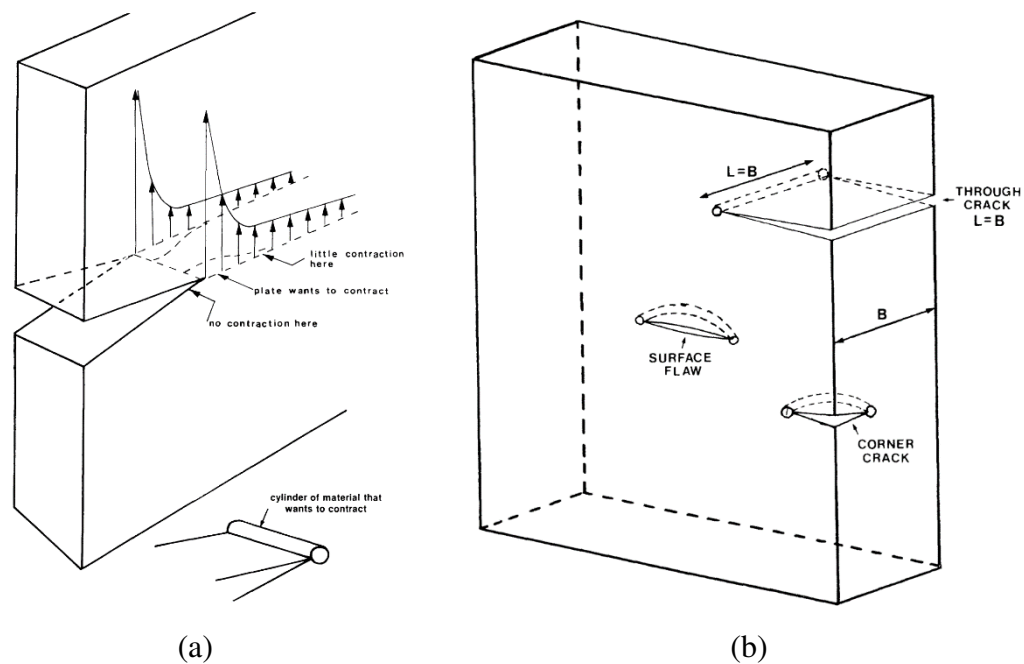 little contraction
here
plate wants to contract
no contraction here
cylinder of material that
wants to contract
(a)
L=B
THROUGH
CRACK
L=B
B
SURFACE
FLAW
CORNER
CRACK
(b)